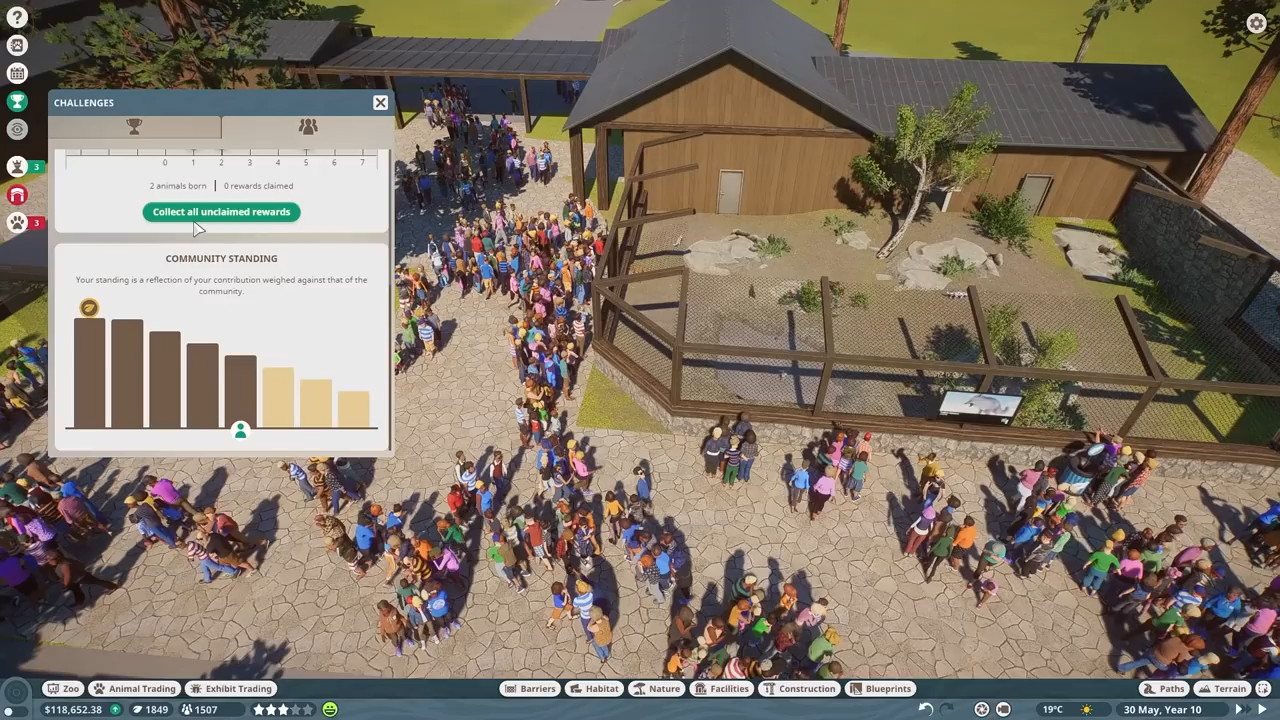 CHALLENGES
0 1 2 3 4 5 6 7
2 animals born | 0 rewards claimed
Collect all unclaimed rewards
COMMUNITY STANDING
Your standing is a reflection of your contribution weighed against that of the
community.
3
3
Zoo
Animal Trading
Exhibit Trading
Barriers
Habitat
Nature
Facilities
Construction
Blueprints
Paths
Terrain
$118,652.38
1849
1507
19°C
30 May, Year 10